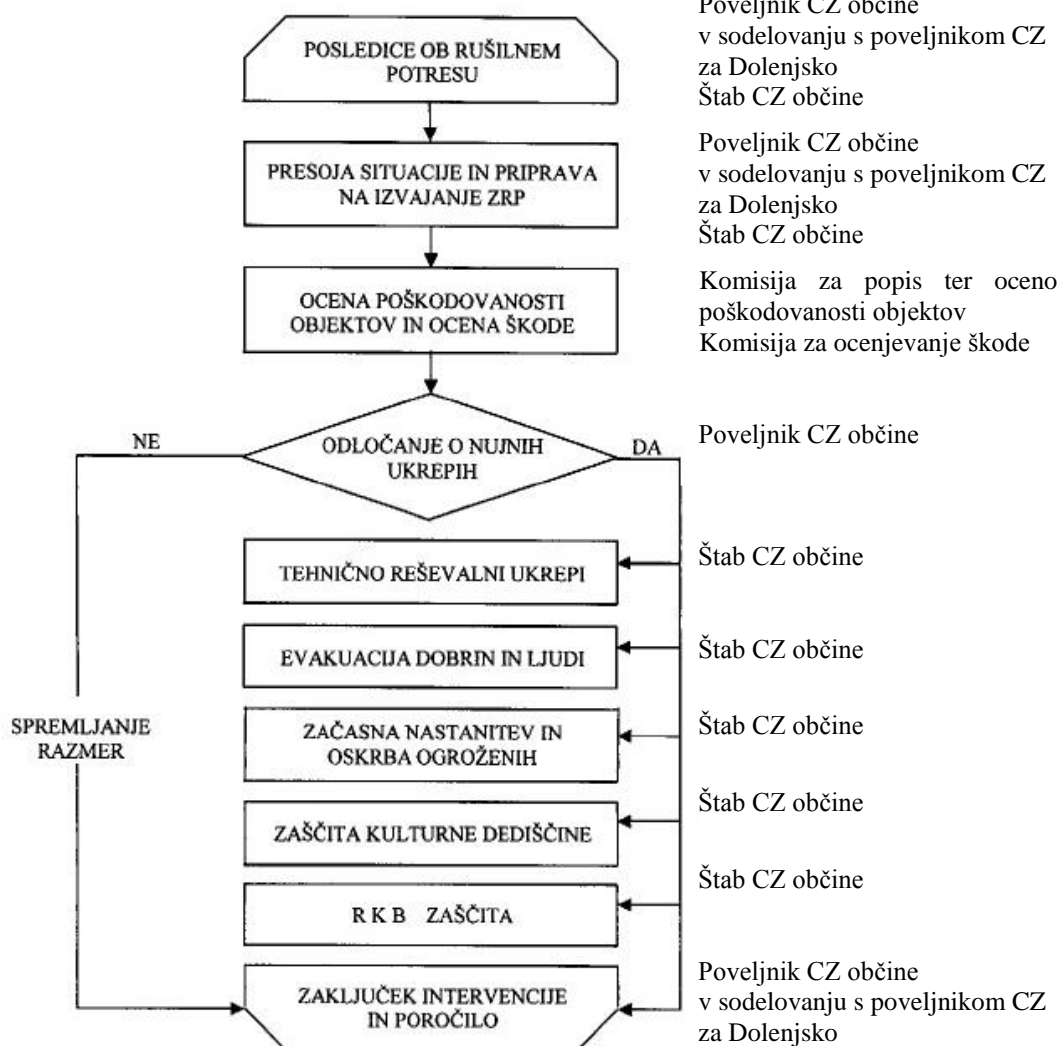 Poveljnik CZ občine
v sodelovanju s poveljnikom CZ
za Dolenjsko
Štab CZ občine
POSLEDICE OB RUŠILNEM
POTRESU
Poveljnik CZ občine
v sodelovanju s poveljnikom CZ
za Dolenjsko
Štab CZ občine
PRESOJA SITUACIJE IN PRIPRAVA
NA IZVAJANJE ZRP
Komisija za popis ter oceno
poškodovanosti objektov
Komisija za ocenjevanje škode
OCENA POŠKODOVANOSTI
OBJEKTOV IN OCENA ŠKODE
Poveljnik CZ občine
NE
ODLOČANJE O NUJNIH
UKREPIH
DA
Štab CZ občine
TEHNIČNO REŠEVALNI UKREPI
Štab CZ občine
EVAKUACIJA DOBRIN IN LJUDI
Štab CZ občine
SPREMLJANJE
RAZMER
ZAČASNA NASTANITEV IN
OSKRBA OGROŽENIH
Štab CZ občine
ZAŠČITA KULTURNE DEDIŠČINE
Štab CZ občine
R K B ZAŠČITA
Poveljnik CZ občine
v sodelovanju s poveljnikom CZ
za Dolenjsko
ZAKLJUČEK INTERVENCIJE
IN POROČILO